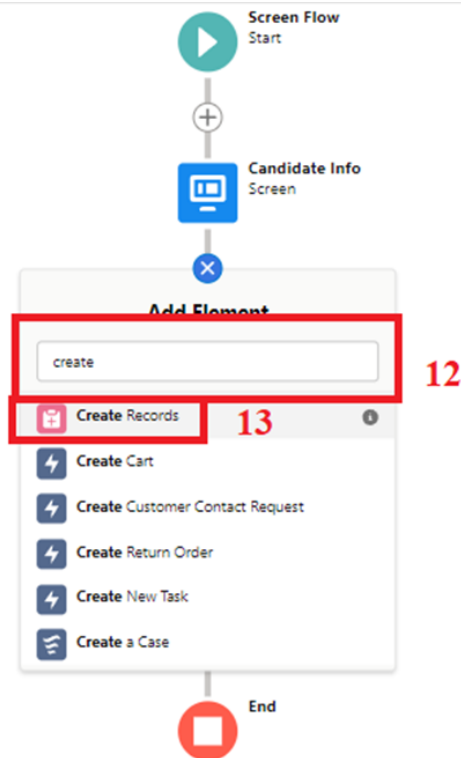 Screen Flow
Start
Candidate Info
Screen
Add Element
create
12
Create Records
13
Create Cart
Create Customer Contact Request
Create Return Order
Create New Task
Create a Case
End